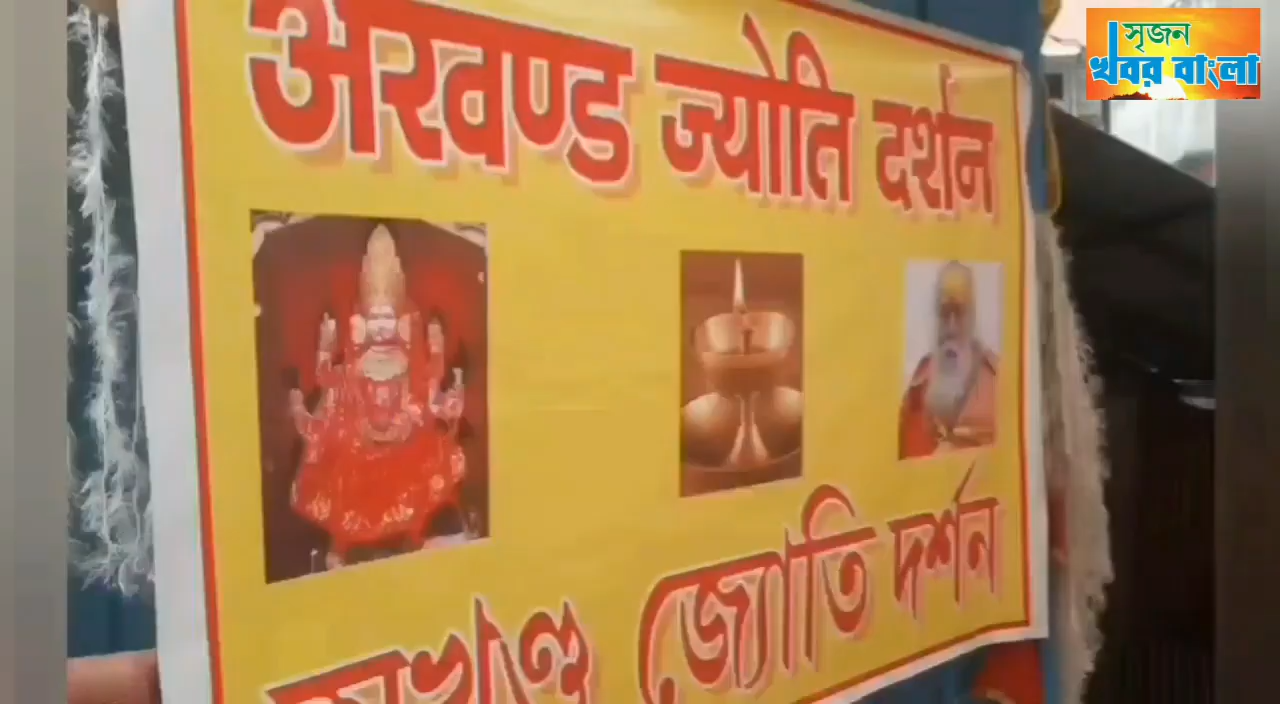 সৃজন
খবর বাংলা
अखण्ड ज्योति दर्शन
অখণ্ড জ্যোতি দর্শন